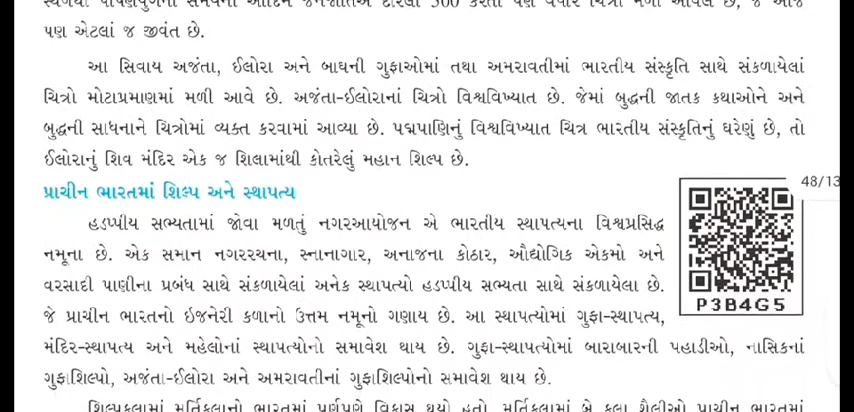 પણ એટલાં જ જીવંત છે.
આ સિવાય અજંતા, ઈલોરા અને બાઘની ગુફાઓમાં તથા અમરાવતીમાં ભારતીય સંસ્કૃતિ સાથે સંકળાયેલાં
ચિત્રો મોટાપ્રમાણમાં મળી આવે છે. અજંતા-ઈલોરાનાં ચિત્રો વિશ્વવિખ્યાત છે. જેમાં બુદ્ધની જાતક કથાઓને અને
બુદ્ધની સાધનાને ચિત્રોમાં વ્યક્ત કરવામાં આવ્યા છે. પદ્મપાણિનું વિશ્વવિખ્યાત ચિત્ર ભારતીય સંસ્કૃતિનું ઘરેણું છે, તો
ઈલોરાનું શિવ મંદિર એક જ શિલામાંથી કોતરેલું મહાન શિલ્પ છે.
પ્રાચીન ભારતમાં શિલ્પ અને સ્થાપત્ય
48/13
હડપ્પીય સભ્યતામાં જોવા મળતું નગરઆયોજન એ ભારતીય સ્થાપત્યના વિશ્વપ્રસિદ્ધ
નમૂના છે. એક સમાન નગરરચના, સ્નાનાગાર, અનાજના કોઠાર, ઔદ્યોગિક એકમો અને
વરસાદી પાણીના પ્રબંધ સાથે સંકળાયેલાં અનેક સ્થાપત્યો હડપ્પીય સભ્યતા સાથે સંકળાયેલા છે.
P3B4G5
જે પ્રાચીન ભારતનો ઇજનેરી કળાનો ઉત્તમ નમૂનો ગણાય છે. આ સ્થાપત્યોમાં ગુફા-સ્થાપત્ય,
મંદિર-સ્થાપત્ય અને મહેલોનાં સ્થાપત્યોનો સમાવેશ થાય છે. ગુફા-સ્થાપત્યોમાં બારાબારની પહાડીઓ, નાસિકનાં
ગુફાશિલ્પો, અજંતા-ઈલોરા અને અમરાવતીનાં ગુફાશિલ્પોનો સમાવેશ થાય છે.